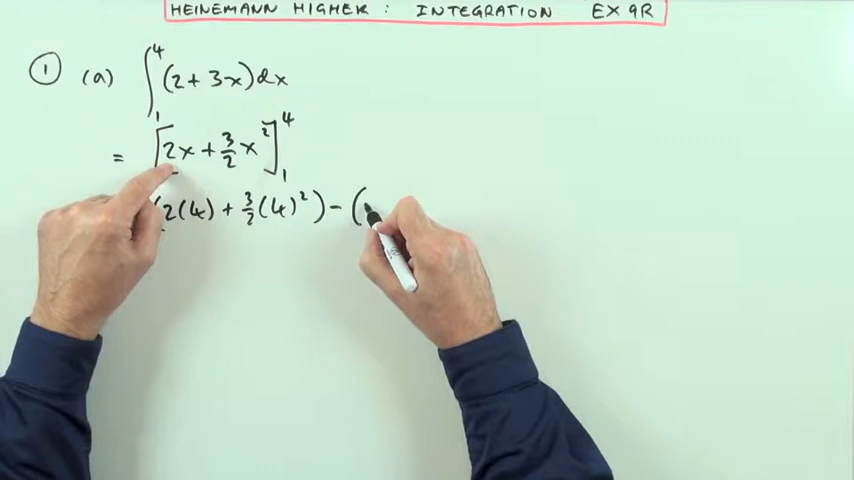 HEINEMANN HIGHER : INTEGRATION EX 9R
① (a) ∫₁⁴ (2 + 3x) dx
= [2x + 3/2 x²]₁⁴
(2(4) + 3/2 (4)²) - (